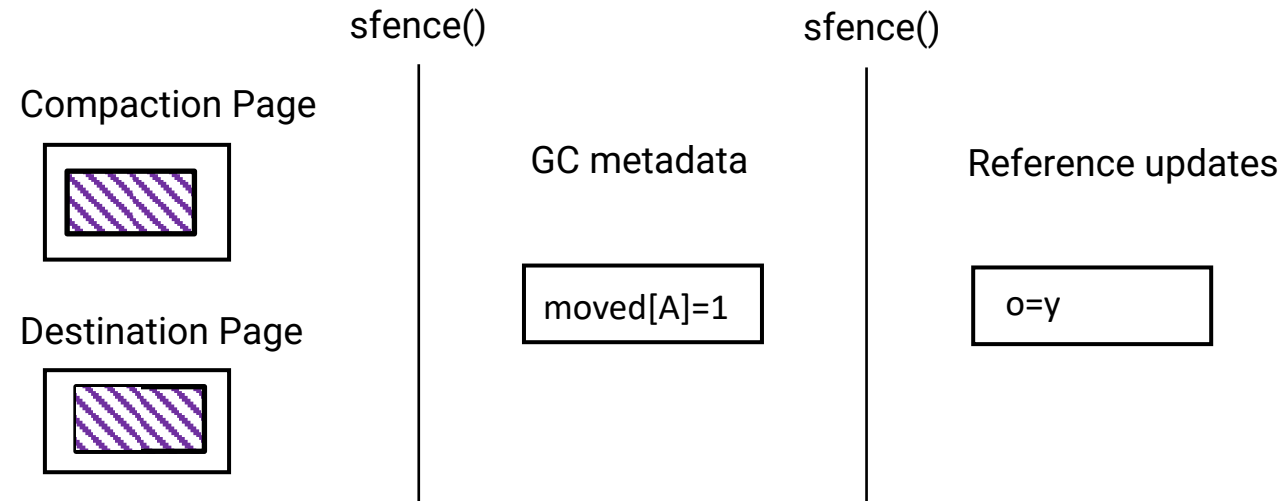 sfence()
sfence()
Compaction Page
GC metadata
Reference updates
moved[A]=1
o=y
Destination Page